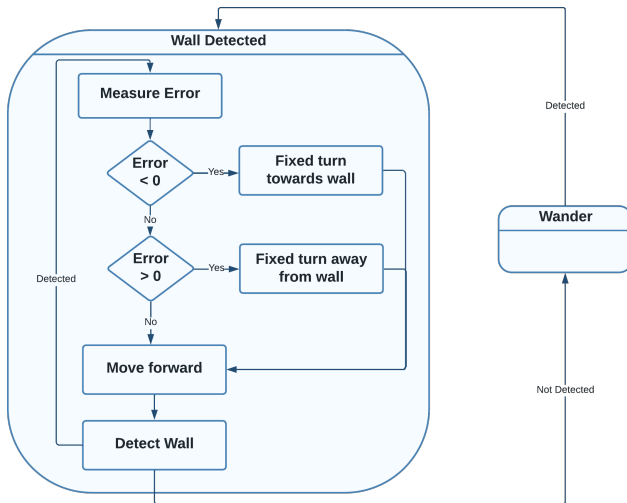 Wall Detected
Measure Error
Detected
Error
< 0
Yes
Fixed turn
towards wall
No
Wander
Error
> 0
Yes
Fixed turn away
from wall
Detected
No
Move forward
Not Detected
Detect Wall